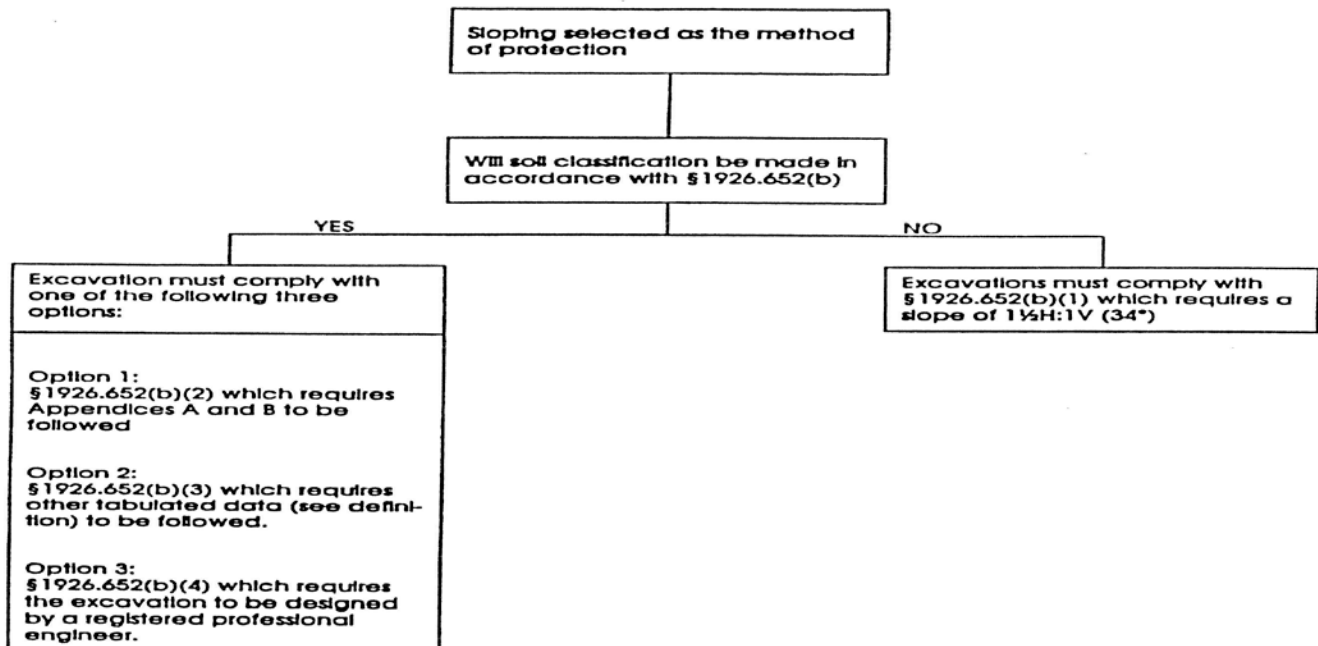 Sloping selected as the method
of protection
Will soil classification be made in
accordance with §1926.652(b)
YES
NO
Excavation must comply with
one of the following three
options:
Option 1:
§1926.652(b)(2) which requires
Appendices A and B to be
followed
Option 2:
§1926.652(b)(3) which requires
other tabulated data (see defini-
tion) to be followed.
Option 3:
§1926.652(b)(4) which requires
the excavation to be designed
by a registered professional
engineer.
Excavations must comply with
§1926.652(b)(1) which requires a
slope of 1½H:1V (34°)